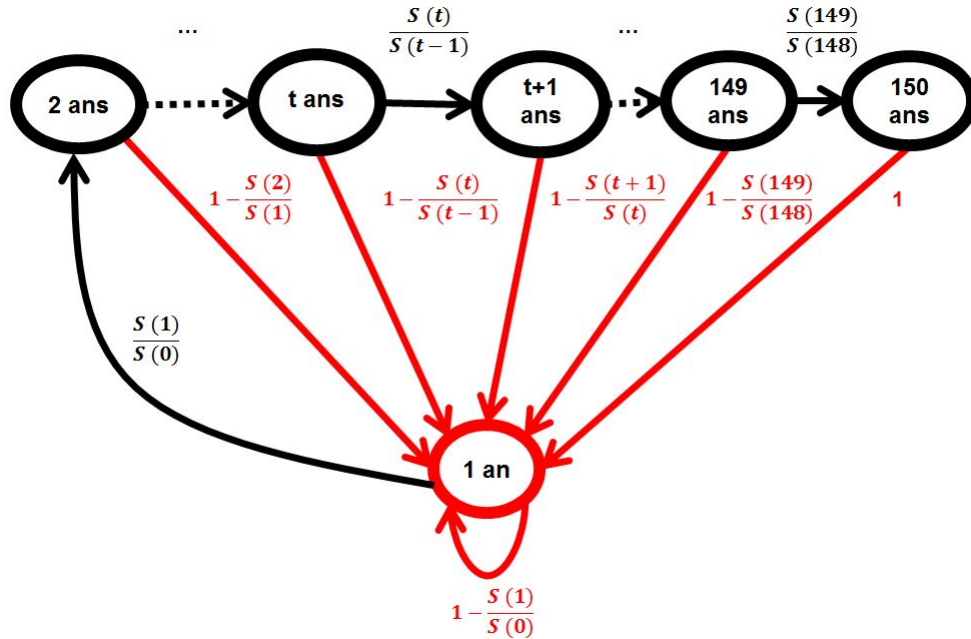 ...
S (t)
S (t−1)
...
S (149)
S (148)
2 ans
t ans
t+1
ans
149
ans
150
ans
1 − S (2)
S (1)
1 − S (t)
S (t−1)
1 − S (t+1)
S (t)
1 − S (149)
S (148)
1
S (1)
S (0)
1 an
1 − S (1)
S (0)